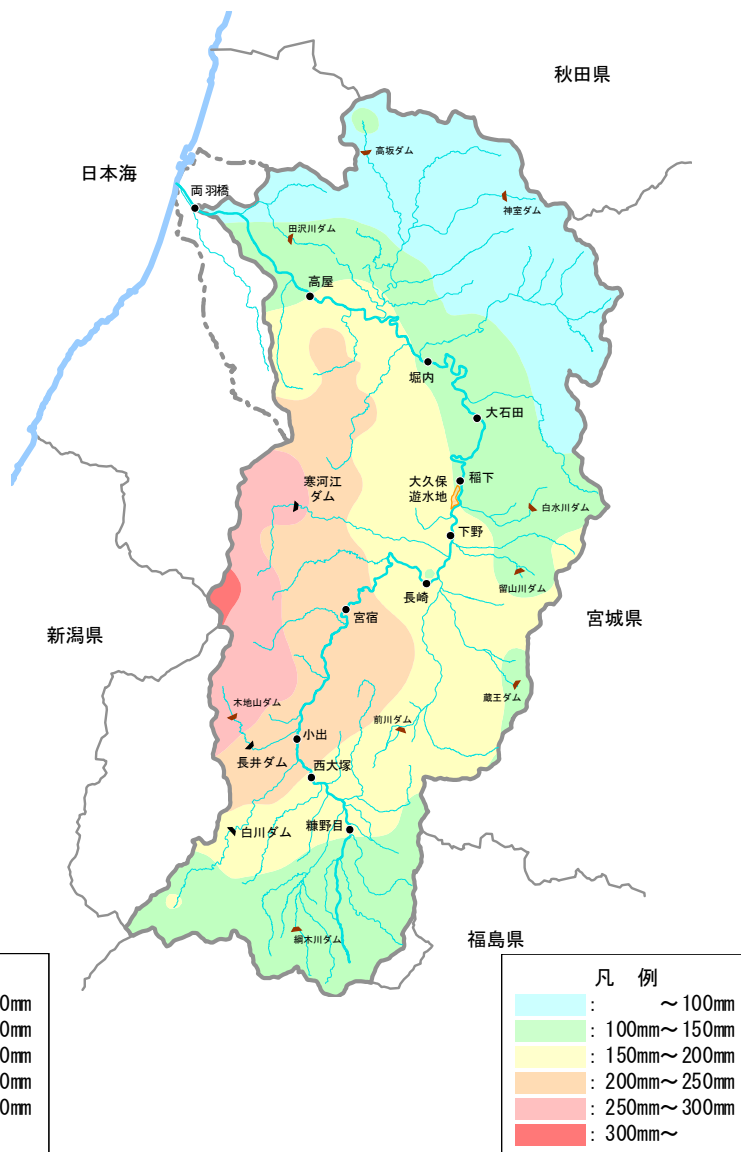 秋田県
高坂ダム
日本海
両羽橋
神室ダム
田沢川ダム
高屋
堀内
大石田
寒河江
ダム
大久保
遊水地
稲下
白水川ダム
下野
留山川ダム
長崎
宮宿
宮城県
新潟県
蔵王ダム
木地山ダム
前川ダム
小出
長井ダム
西大塚
白川ダム
糠野目
綱木川ダム
福島県
0mm
0mm
0mm
0mm
0mm
凡 例
: ～100mm
: 100mm～150mm
: 150mm～200mm
: 200mm～250mm
: 250mm～300mm
: 300mm～